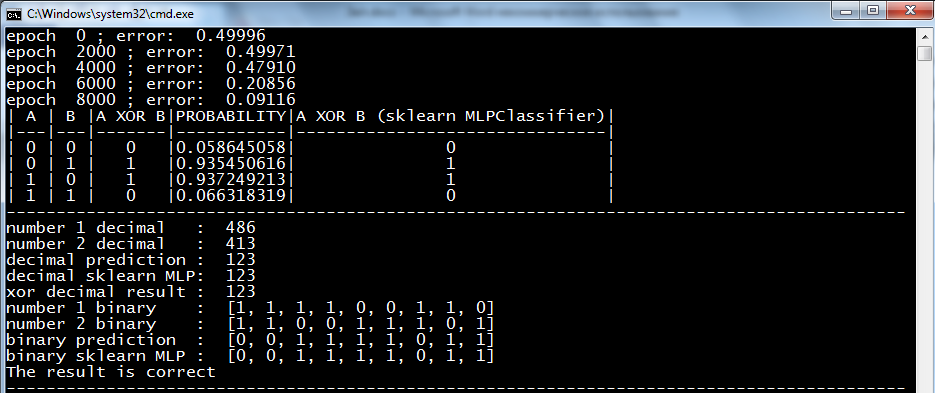 C:\Windows\system32\cmd.exe
epoch  0 ; error:  0.49996
epoch  2000 ; error:  0.49971
epoch  4000 ; error:  0.47910
epoch  6000 ; error:  0.20856
epoch  8000 ; error:  0.09116
| A | B |A XOR B|PROBABILITY|A XOR B (sklearn MLPClassifier)|
|---|---|-------|-----------|------------------------------|
| 0 | 0 |   0   |0.058645058|               0              |
| 0 | 1 |   1   |0.935450616|               1              |
| 1 | 0 |   1   |0.937249213|               1              |
| 1 | 1 |   0   |0.066318319|               0              |
------------------------------------------------------------------------------------------
number 1 decimal   :  486
number 2 decimal   :  413
decimal prediction :  123
decimal sklearn MLP:  123
xor decimal result :  123
number 1 binary    :  [1, 1, 1, 1, 0, 0, 1, 1, 0]
number 2 binary    :  [1, 1, 0, 0, 1, 1, 1, 0, 1]
binary prediction  :  [0, 0, 1, 1, 1, 1, 0, 1, 1]
binary sklearn MLP :  [0, 0, 1, 1, 1, 1, 0, 1, 1]
The result is correct
------------------------------------------------------------------------------------------